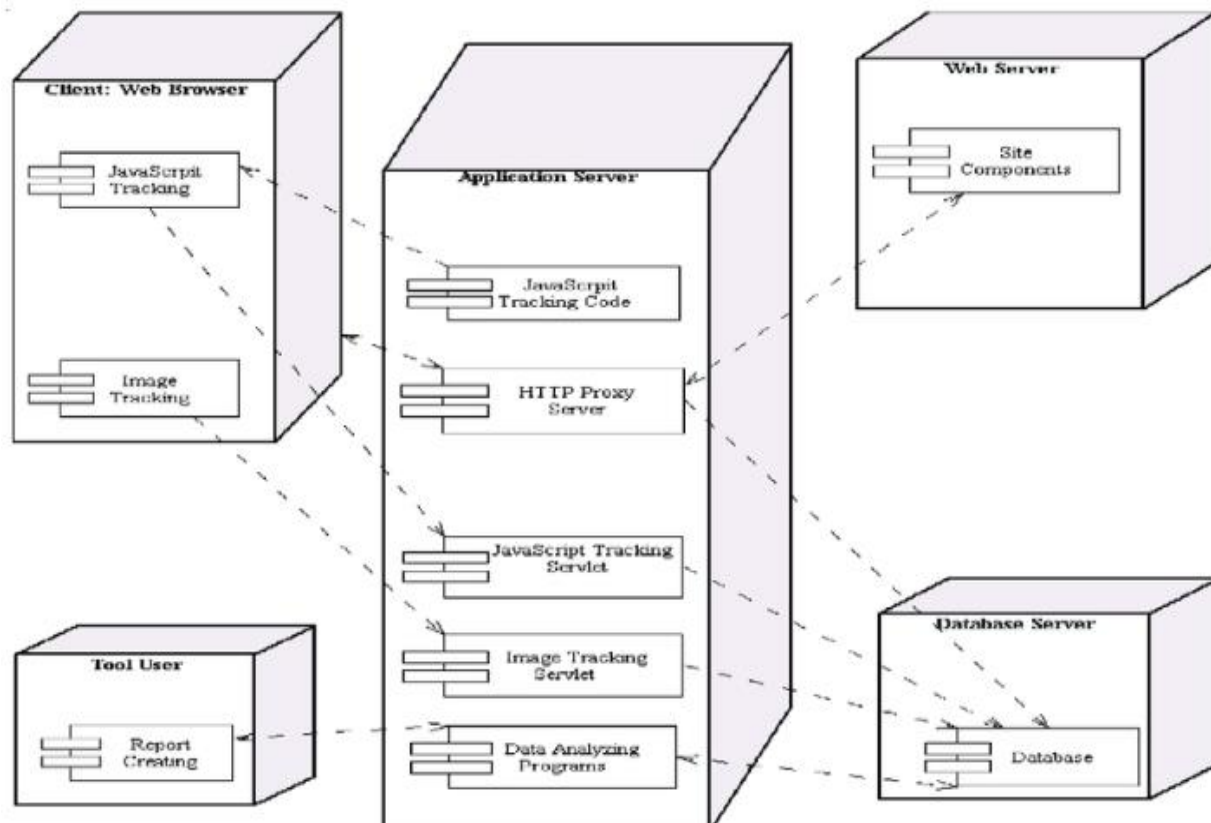 Client: Web Browser
JavaScrpit
Tracking
Image
Tracking
Application Server
JavaScrpit
Tracking Code
HTTP Proxy
Server
JavaScript Tracking
Servlet
Image Tracking
Servlet
Data Analyzing
Programs
Web Server
Site
Components
Tool User
Report
Creating
Database Server
Database